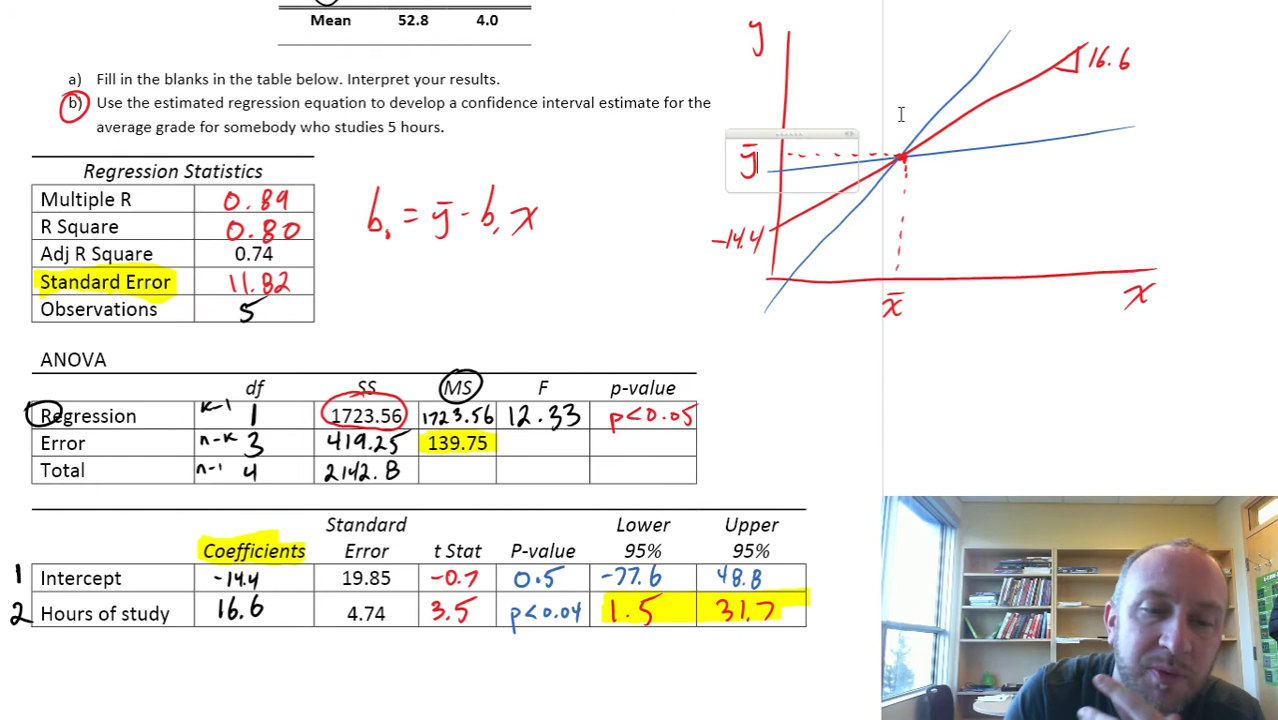 Mean 52.8 4.0
a) Fill in the blanks in the table below. Interpret your results.
b) Use the estimated regression equation to develop a confidence interval estimate for the
average grade for somebody who studies 5 hours.
Regression Statistics
Multiple R 0.89
R Square 0.80
Adj R Square 0.74
Standard Error 11.82
Observations 5
b₀ = ȳ - b₁ x
y
16.6
ȳ
-14.4
x̄
x
ANOVA
df SS MS F p-value
Regression k-1 1 1723.56 1723.56 12.33 p<0.05
Error n-k 3 419.25 139.75
Total n-1 4 2142.8
Standard Lower Upper
Coefficients Error t Stat P-value 95% 95%
1 Intercept -14.4 19.85 -0.7 0.5 -77.6 48.8
2 Hours of study 16.6 4.74 3.5 p<0.04 1.5 31.7